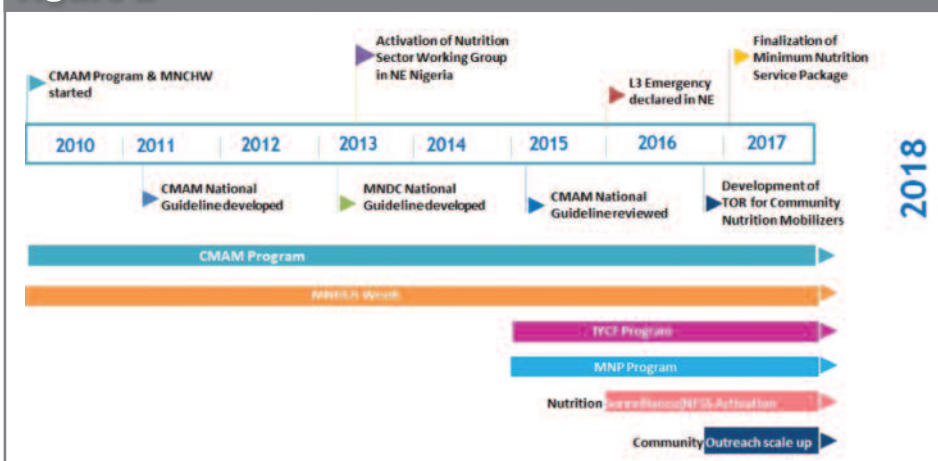 Activation of Nutrition
Sector Working Group
in NE Nigeria
Finalization of
Minimum Nutrition
Service Package
CMAM Program & MNCHW
started
L3 Emergency
declared in NE
2010
2011
2012
2013
2014
2015
2016
2017
2018
CMAM National
Guideline developed
MNDC National
Guideline developed
CMAM National
Guideline reviewed
Development of
TOR for Community
Nutrition Mobilizers
CMAM Program
IYCF Program
MNP Program
Nutrition Surveillance/NFSS Activation
Community Outreach scale up